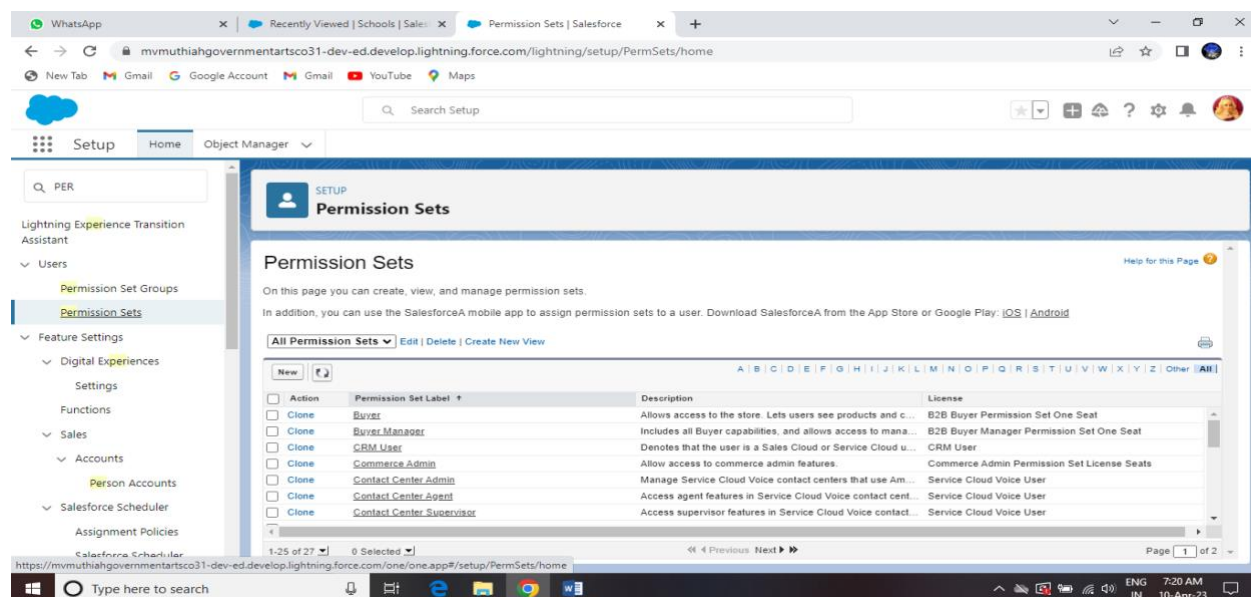 WhatsApp
Recently Viewed | Schools | Sales
Permission Sets | Salesforce
mvmuthiahgovernmentartsco31-dev-ed.develop.lightning.force.com/lightning/setup/PermSets/home
New Tab Gmail Google Account Gmail YouTube Maps
Search Setup
Setup Home Object Manager
PER
Lightning Experience Transition
Assistant
Users
Permission Set Groups
Permission Sets
Feature Settings
Digital Experiences
Settings
Functions
Sales
Accounts
Person Accounts
Salesforce Scheduler
Assignment Policies
Salesforce Scheduler
SETUP
Permission Sets
Permission Sets
Help for this Page
On this page you can create, view, and manage permission sets.
In addition, you can use the SalesforceA mobile app to assign permission sets to a user. Download SalesforceA from the App Store or Google Play: iOS | Android
All Permission Sets Edit | Delete | Create New View
New A | B | C | D | E | F | G | H | I | J | K | L | M | N | O | P | Q | R | S | T | U | V | W | X | Y | Z | Other All
Action Permission Set Label Description License
Clone Buyer Allows access to the store. Lets users see products and c... B2B Buyer Permission Set One Seat
Clone Buyer Manager Includes all Buyer capabilities, and allows access to mana... B2B Buyer Manager Permission Set One Seat
Clone CRM User Denotes that the user is a Sales Cloud or Service Cloud u... CRM User
Clone Commerce Admin Allow access to commerce admin features. Commerce Admin Permission Set License Seats
Clone Contact Center Admin Manage Service Cloud Voice contact centers that use Am... Service Cloud Voice User
Clone Contact Center Agent Access agent features in Service Cloud Voice contact cent... Service Cloud Voice User
Clone Contact Center Supervisor Access supervisor features in Service Cloud Voice contact... Service Cloud Voice User
1-25 of 27 0 Selected Previous Next Page 1 of 2
https://mvmuthiahgovernmentartsco31-dev-ed.develop.lightning.force.com/one/one.app#/setup/PermSets/home
Type here to search
ENG
IN
7:20 AM
10-Apr-23